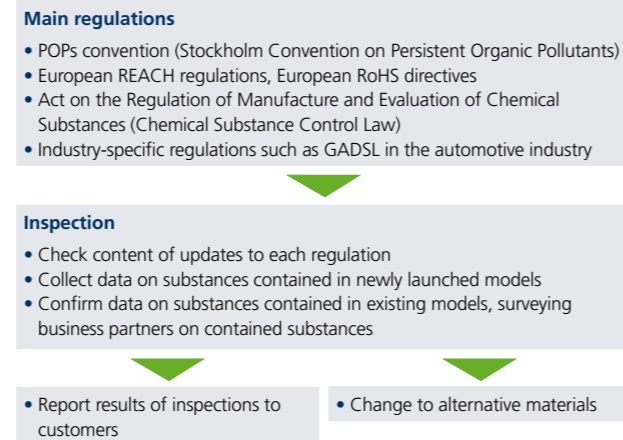 Main regulations
• POPs convention (Stockholm Convention on Persistent Organic Pollutants)
• European REACH regulations, European RoHS directives
• Act on the Regulation of Manufacture and Evaluation of Chemical
Substances (Chemical Substance Control Law)
• Industry-specific regulations such as GADSL in the automotive industry
Inspection
• Check content of updates to each regulation
• Collect data on substances contained in newly launched models
• Confirm data on substances contained in existing models, surveying
business partners on contained substances
• Report results of inspections to
customers
• Change to alternative materials